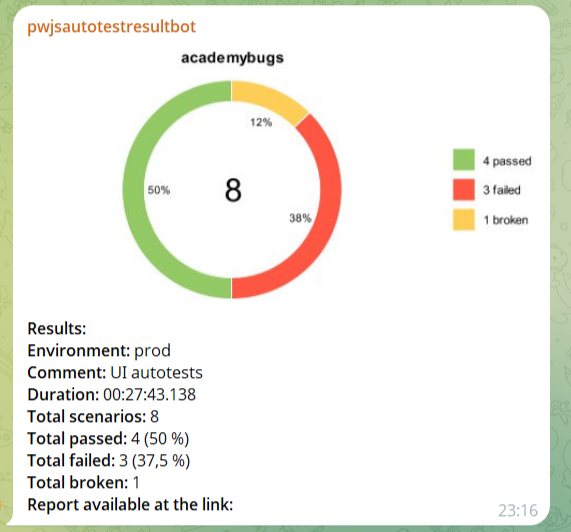 pwjsautotestresultbot
academybugs
12%
50%
8
38%
4 passed
3 failed
1 broken
Results:
Environment: prod
Comment: UI autotests
Duration: 00:27:43.138
Total scenarios: 8
Total passed: 4 (50 %)
Total failed: 3 (37,5 %)
Total broken: 1
Report available at the link:
23:16